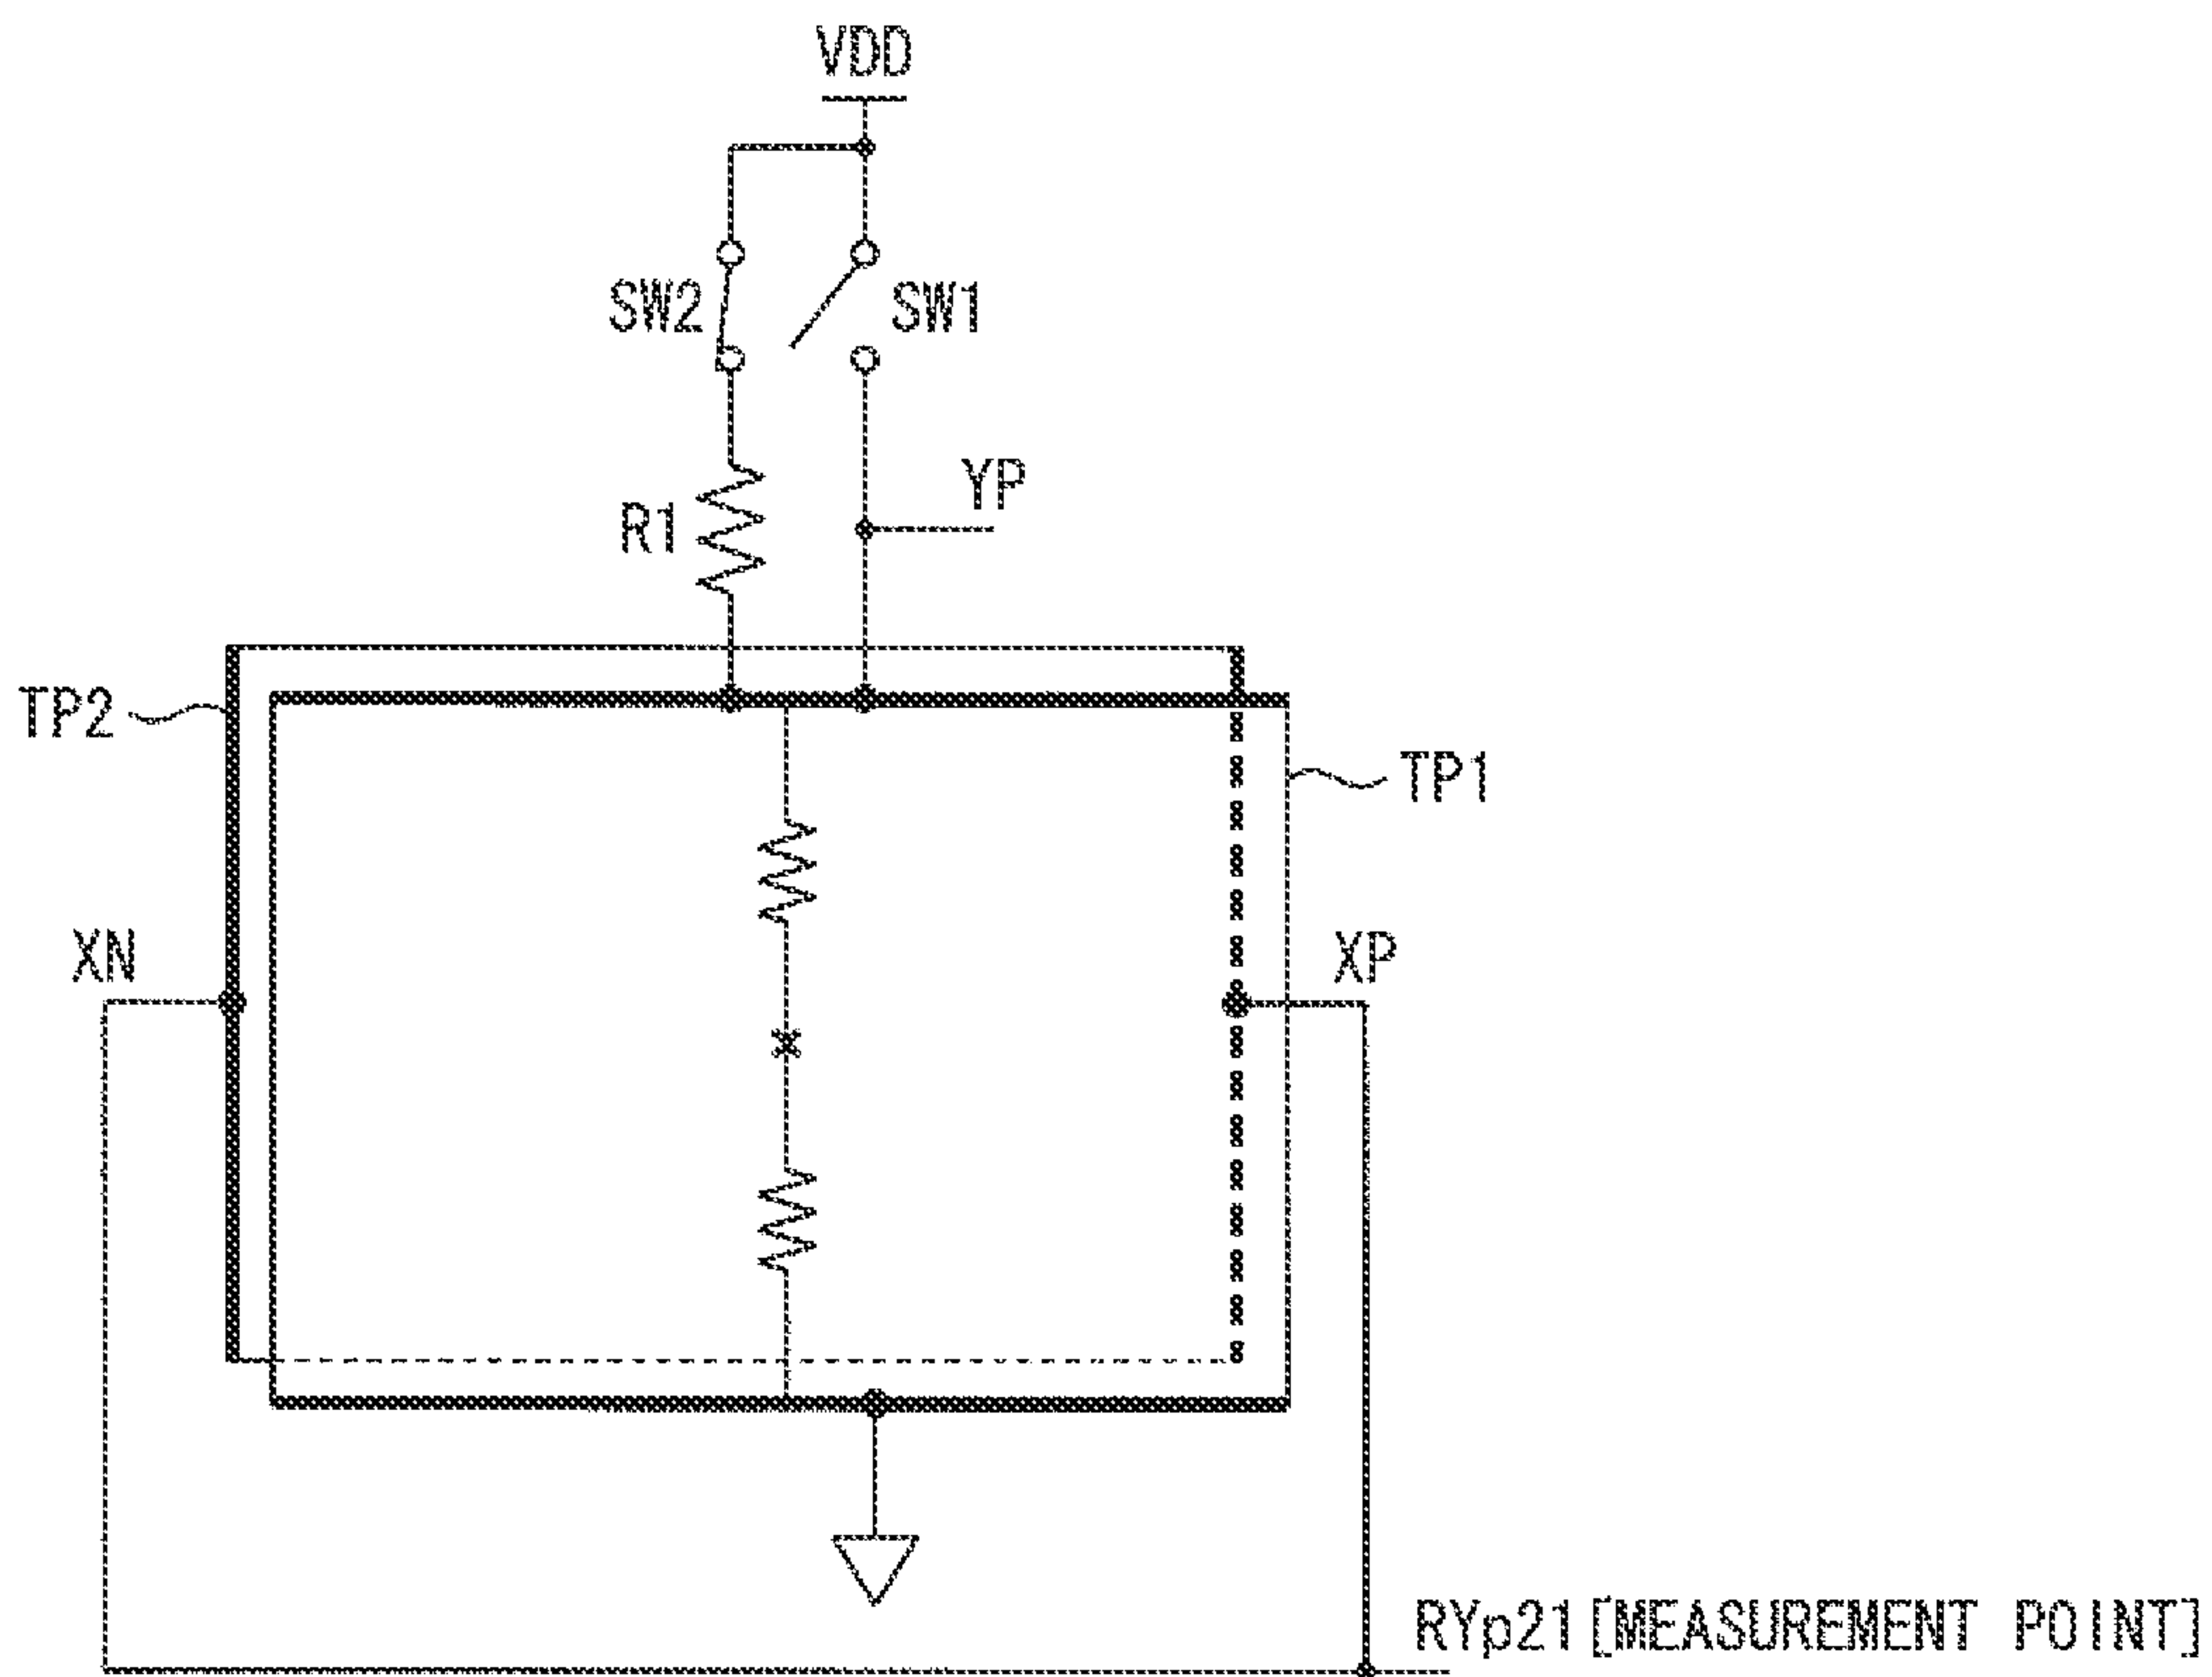 VDD
SW2
SW1
YP
R1
TP2
TP1
XN
XP
RYp21[MEASUREMENT POINT]